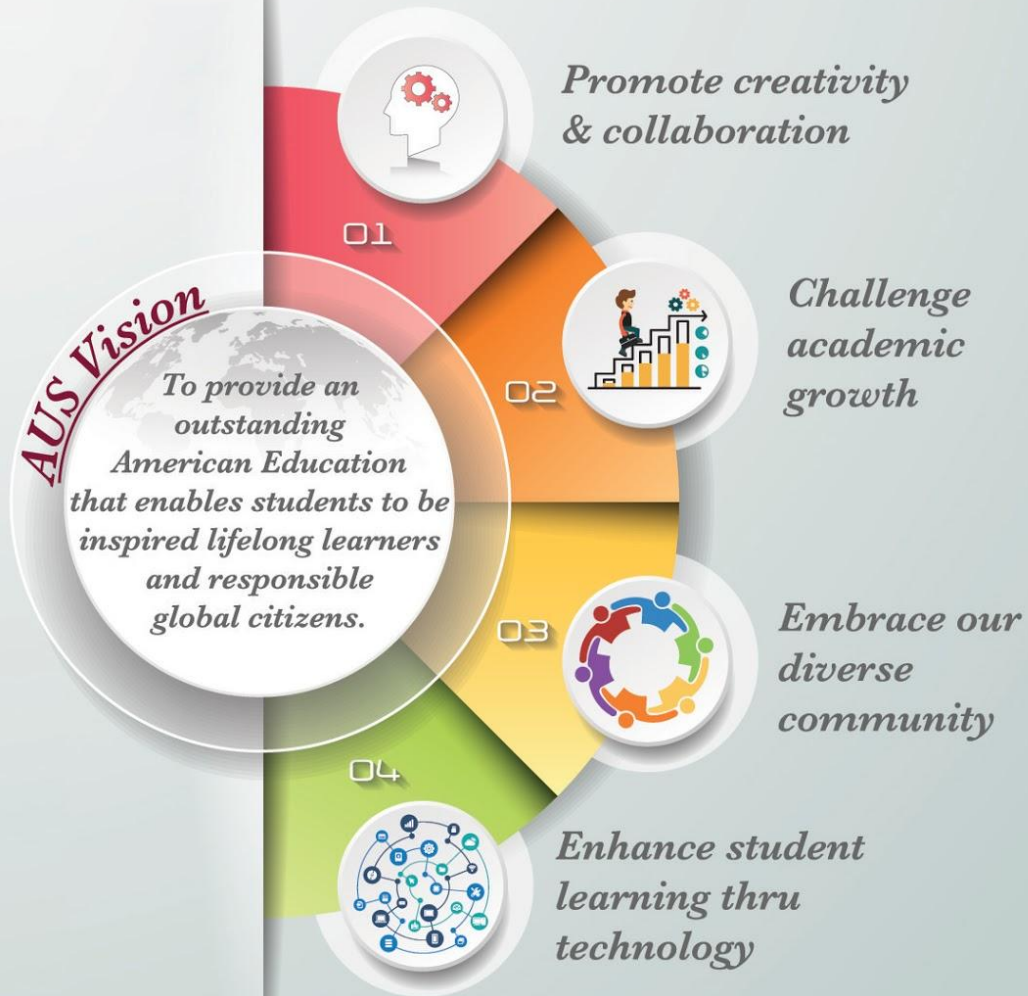 AUS Vision
To provide an
outstanding
American Education
that enables students to be
inspired lifelong learners
and responsible
global citizens.
01
Promote creativity
& collaboration
02
Challenge
academic
growth
03
Embrace our
diverse
community
04
Enhance student
learning thru
technology